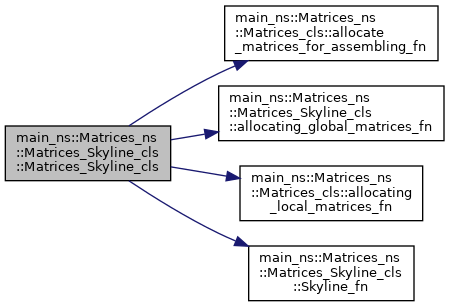 main_ns::Matrices_ns
::Matrices_cls::allocate
_matrices_for_assembling_fn
main_ns::Matrices_ns
::Matrices_Skyline_cls
::allocating_global_matrices_fn
main_ns::Matrices_ns
::Matrices_Skyline_cls
::Matrices_Skyline_cls
main_ns::Matrices_ns
::Matrices_cls::allocating
_local_matrices_fn
main_ns::Matrices_ns
::Matrices_Skyline_cls
::Skyline_fn